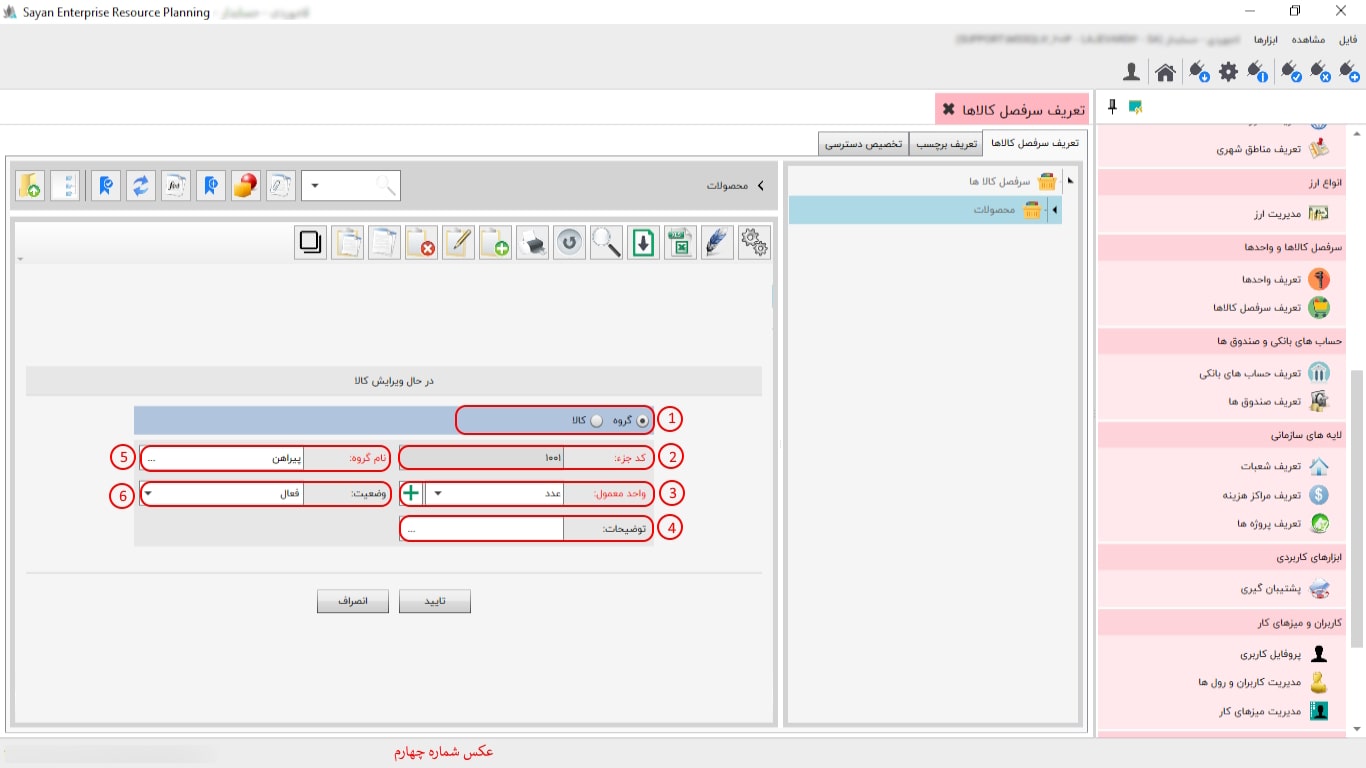 Sayan Enterprise Resource Planning
فایل مشاهده ابزارها
تعریف سرفصل کالاها
تعریف سرفصل کالاها تعریف برچسب تخصیص دسترسی
تعریف مناطق شهری
انواع ارز
مدیریت ارز
سرفصل کالاها و واحدها
تعریف واحدها
تعریف سرفصل کالاها
حساب های بانکی و صندوق ها
تعریف حساب های بانکی
تعریف صندوق ها
لایه های سازمانی
تعریف شعبات
تعریف مراکز هزینه
تعریف پروژه ها
ابزارهای کاربردی
پشتیبان گیری
کاربران و میزهای کار
پروفایل کاربری
مدیریت کاربران و رول ها
مدیریت میزهای کار
سرفصل کالا ها
محصولات
محصولات
در حال ویرایش کالا
1 گروه کالا
2 کد جزء: ۱۰۰۱ نام گروه: پیراهن ... 5
3 واحد معمول: عدد وضعیت: فعال 6
4 توضیحات: ...
تایید انصراف
عکس شماره چهارم